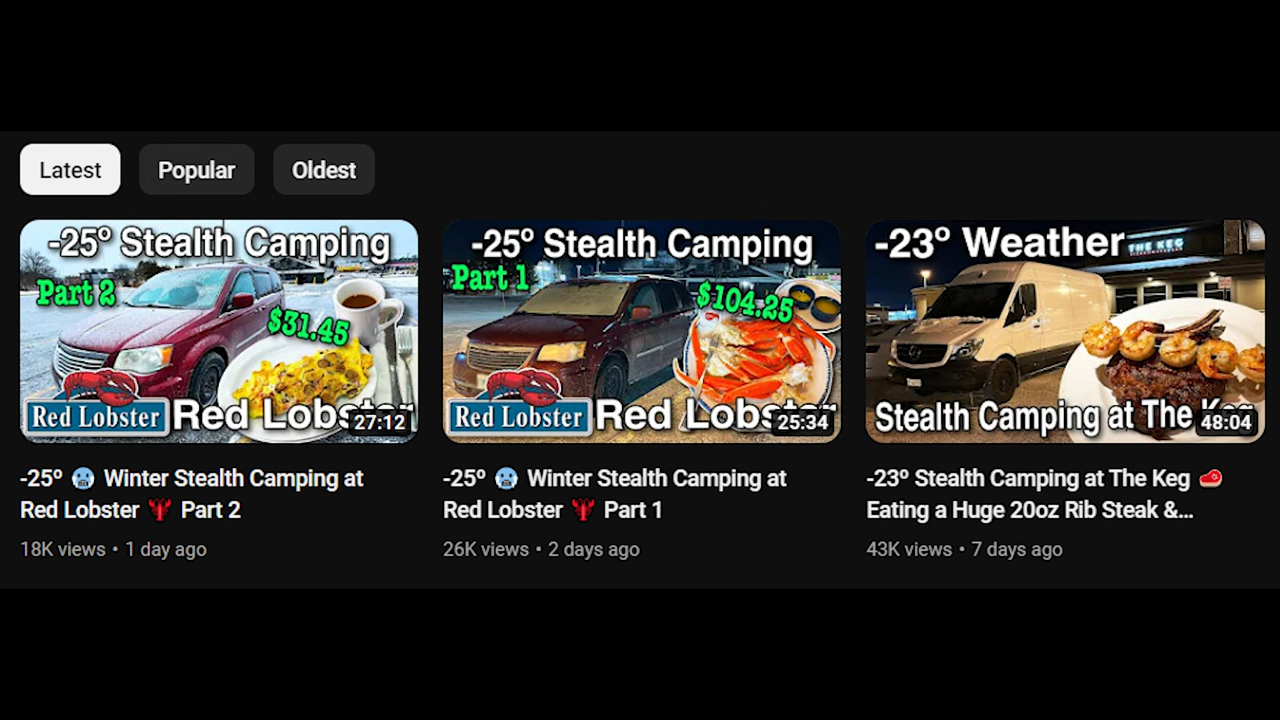 Latest
Popular
Oldest
-25º Stealth Camping
Part 2
$31.45
Red Lobster
Red Lobster
27:12
-25º Stealth Camping
Part 1
$104.25
Red Lobster
Red Lobster
25:34
-23º Weather
THE KEG
Stealth Camping at The Keg
48:04
-25º 🥶 Winter Stealth Camping at
Red Lobster 🦞 Part 2
18K views • 1 day ago
-25º 🥶 Winter Stealth Camping at
Red Lobster 🦞 Part 1
26K views • 2 days ago
-23º Stealth Camping at The Keg 🥩
Eating a Huge 20oz Rib Steak &...
43K views • 7 days ago